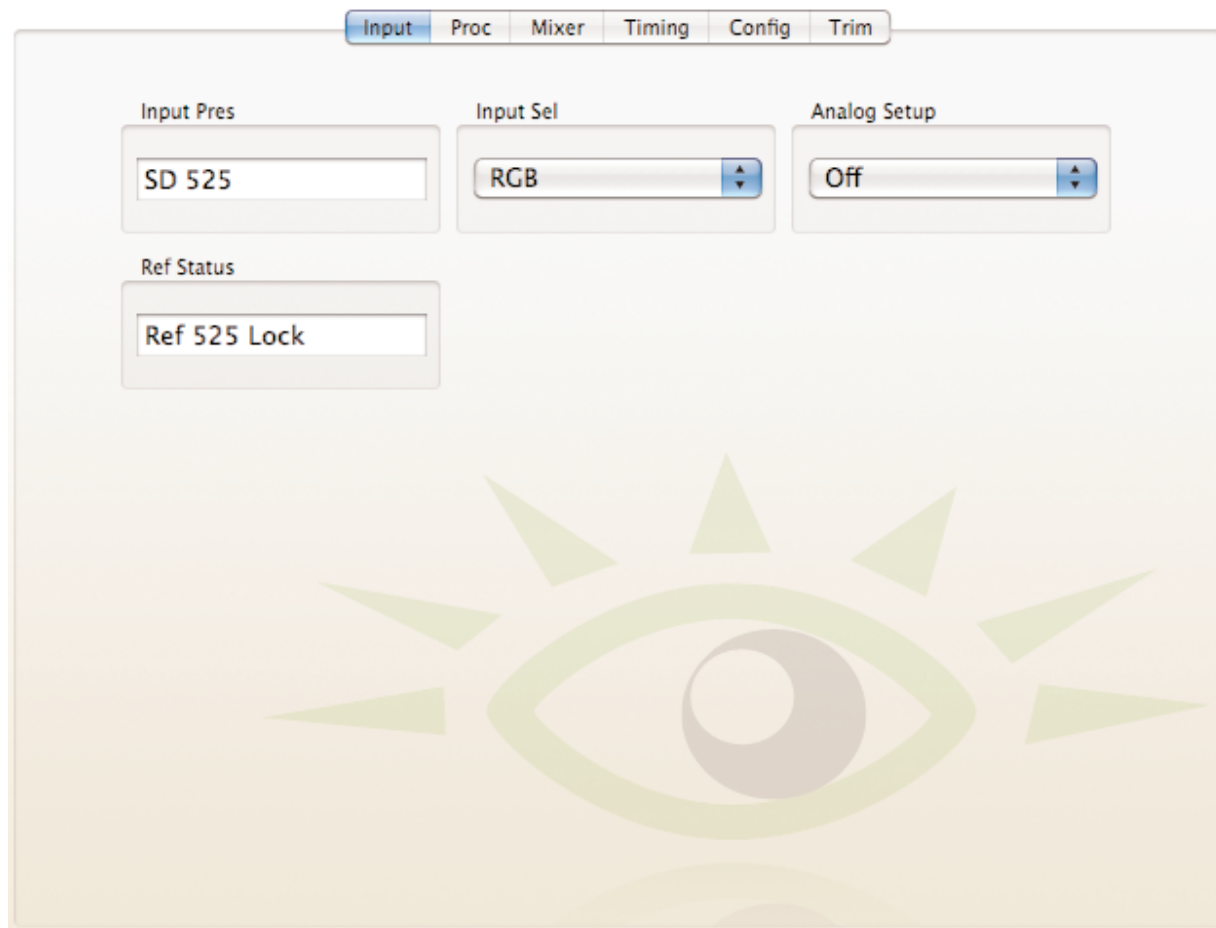 Input Proc Mixer Timing Config Trim
Input Pres Input Sel Analog Setup
SD 525 RGB Off
Ref Status
Ref 525 Lock